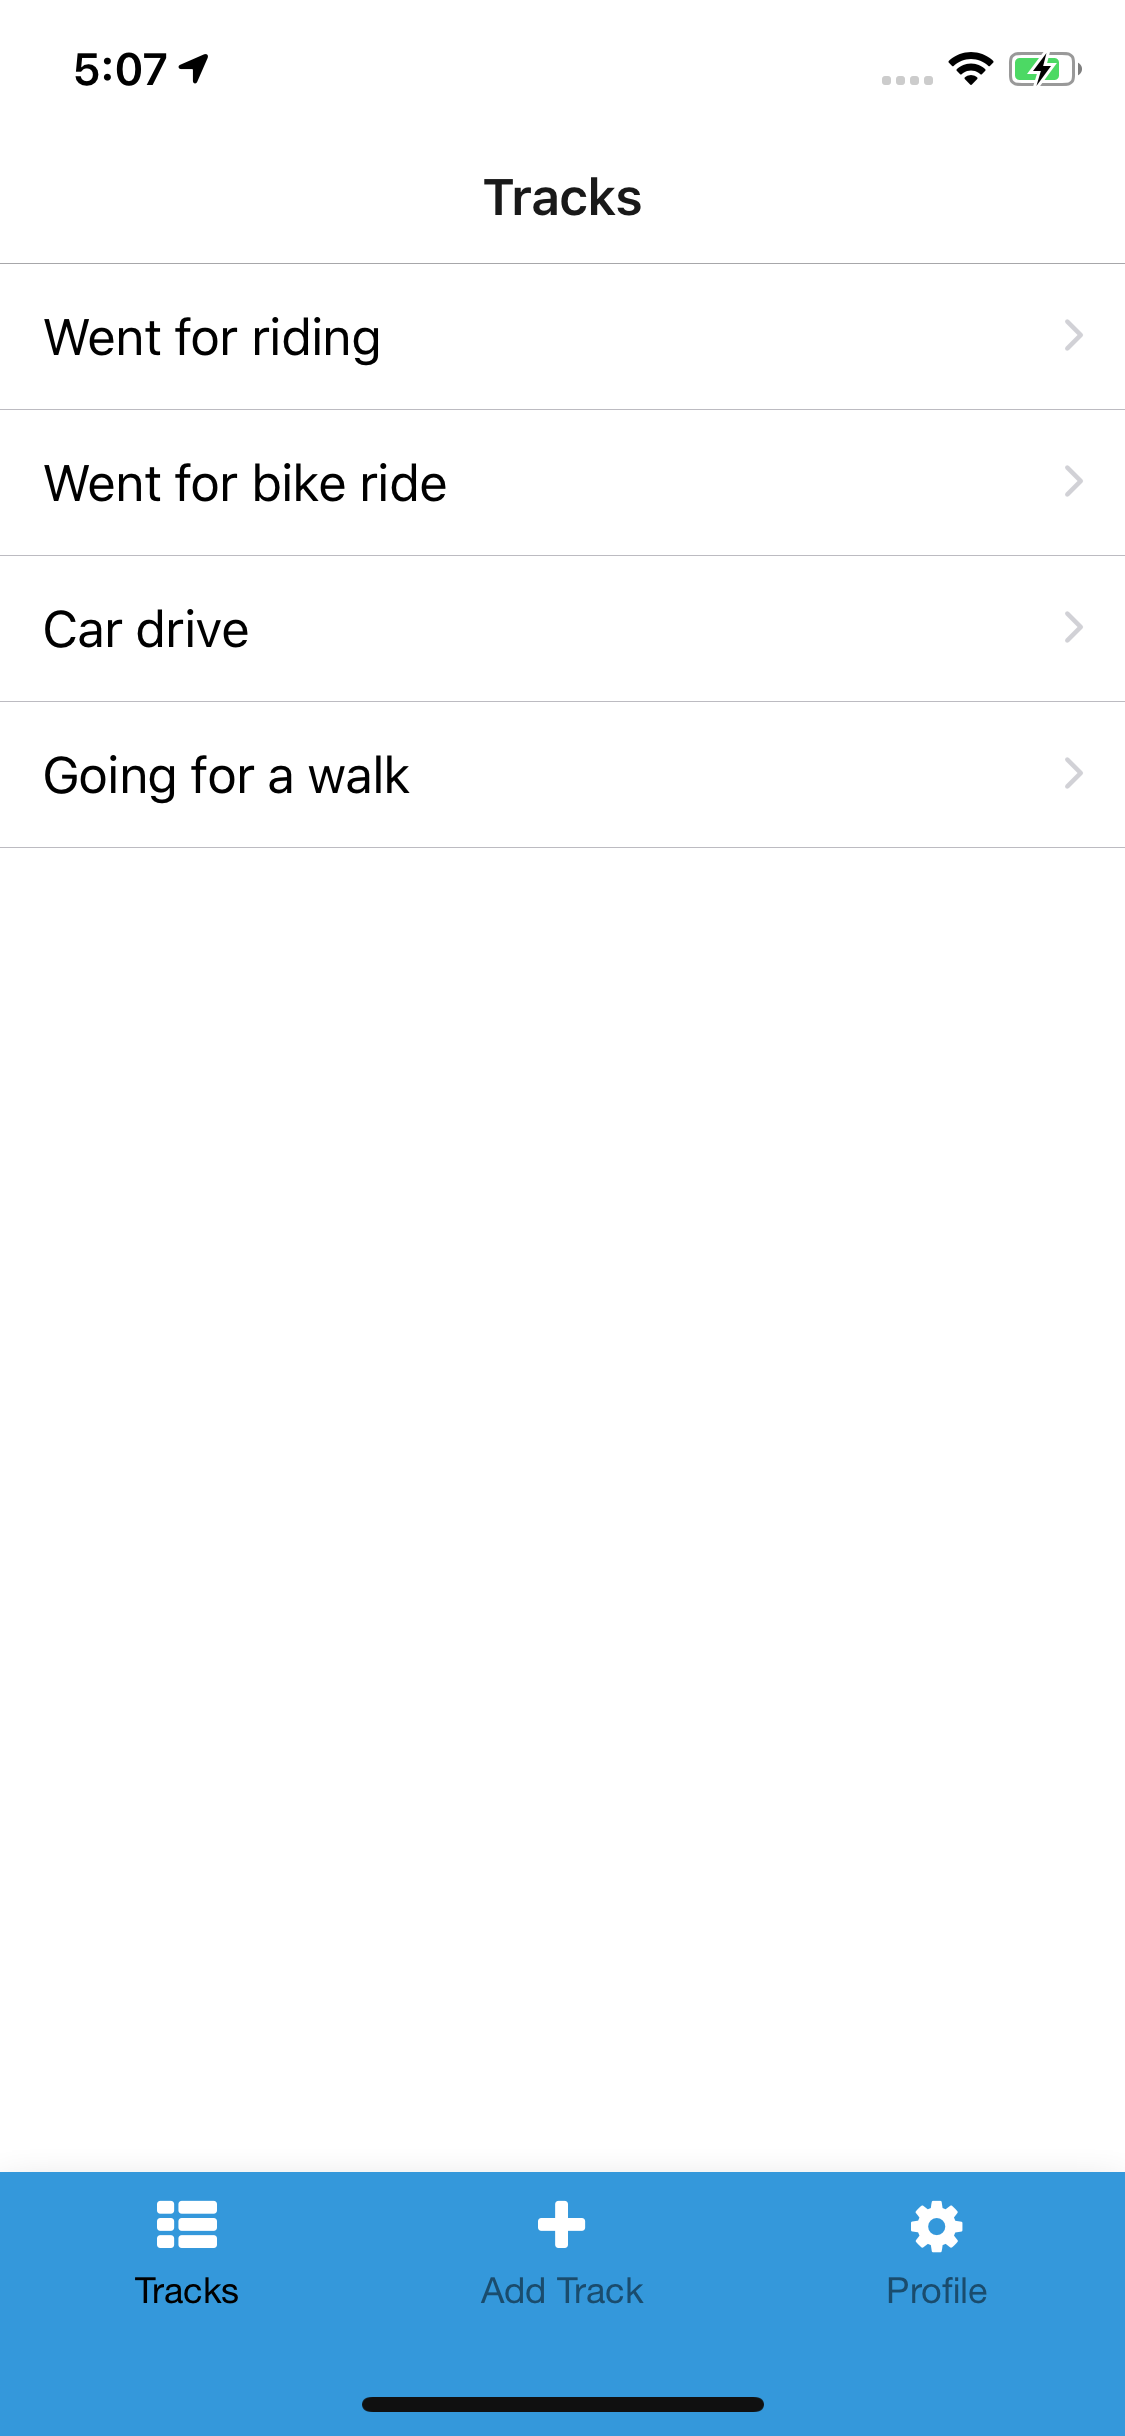 5:07
Tracks
Went for riding
Went for bike ride
Car drive
Going for a walk
Tracks
Add Track
Profile